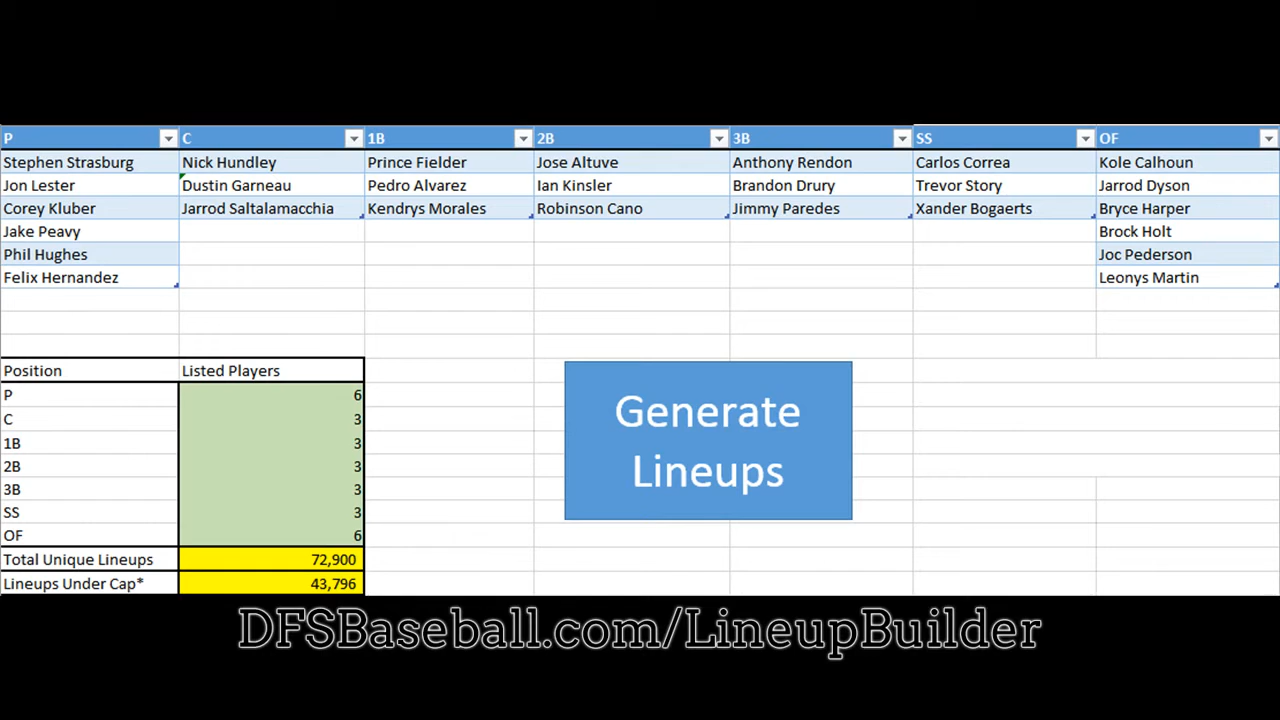 P C 1B 2B 3B SS OF
Stephen Strasburg Nick Hundley Prince Fielder Jose Altuve Anthony Rendon Carlos Correa Kole Calhoun
Jon Lester Dustin Garneau Pedro Alvarez Ian Kinsler Brandon Drury Trevor Story Jarrod Dyson
Corey Kluber Jarrod Saltalamacchia Kendrys Morales Robinson Cano Jimmy Paredes Xander Bogaerts Bryce Harper
Jake Peavy Brock Holt
Phil Hughes Joc Pederson
Felix Hernandez Leonys Martin
Position Listed Players
P 6
C 3
1B 3
2B 3
3B 3
SS 3
OF 6
Total Unique Lineups 72,900
Lineups Under Cap* 43,796
Generate
Lineups
DFSBaseball.com/LineupBuilder